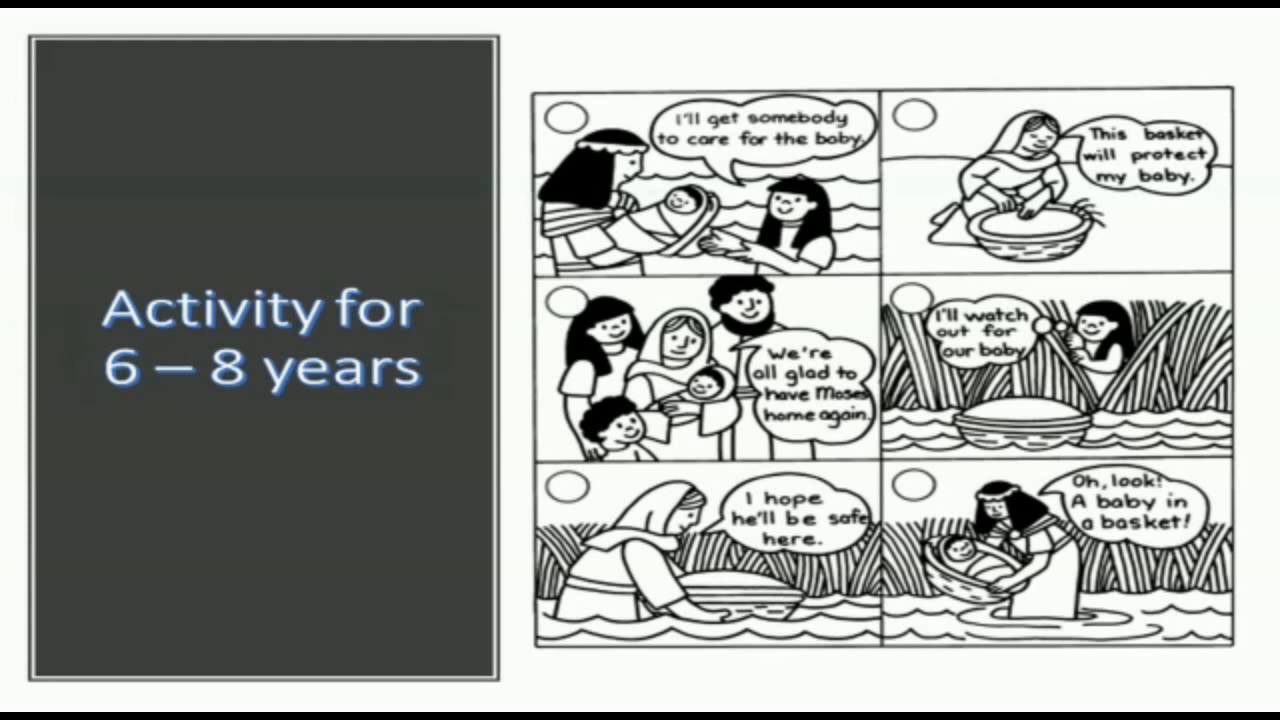 Activity for
6 – 8 years
I'll get somebody
to care for the baby.
This basket
will protect
my baby.
We're
all glad to
have Moses
home again.
I'll watch
out for
our baby
I hope
he'll be safe
here.
Oh, look!
A baby in
a basket!